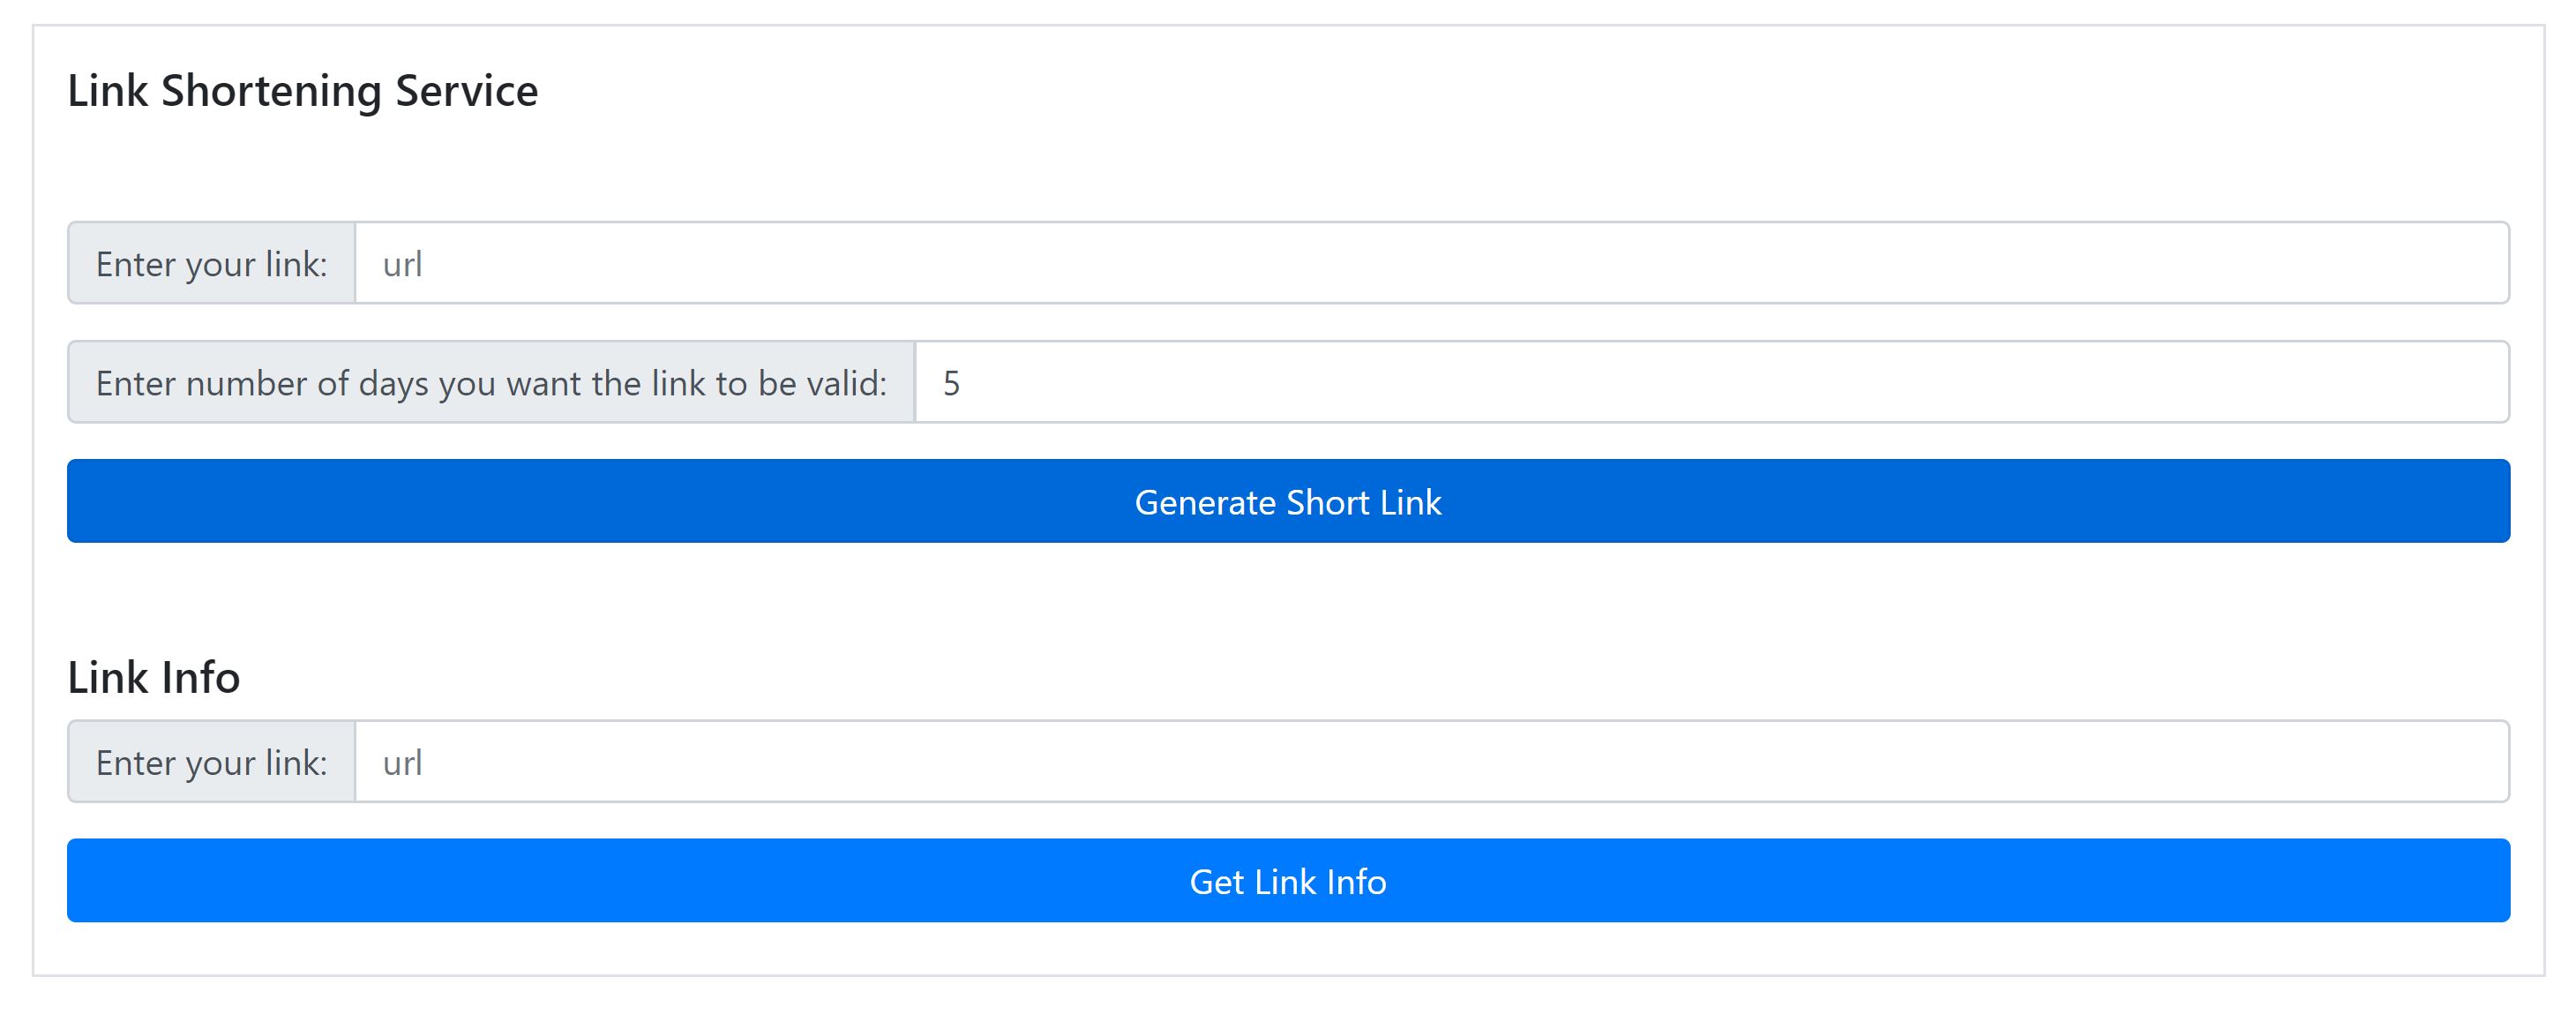 Link Shortening Service
Enter your link: url
Enter number of days you want the link to be valid: 5
Generate Short Link
Link Info
Enter your link: url
Get Link Info